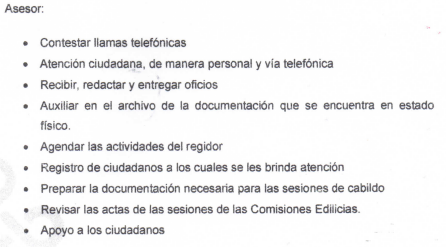 Asesor:
• Contestar llamas telefónicas
• Atención ciudadana, de manera personal y vía telefónica
• Recibir, redactar y entregar oficios
• Auxiliar en el archivo de la documentación que se encuentra en estado
físico.
• Agendar las actividades del regidor
• Registro de ciudadanos a los cuales se les brinda atención
• Preparar la documentación necesaria para las sesiones de cabildo
• Revisar las actas de las sesiones de las Comisiones Edilicias.
• Apoyo a los ciudadanos